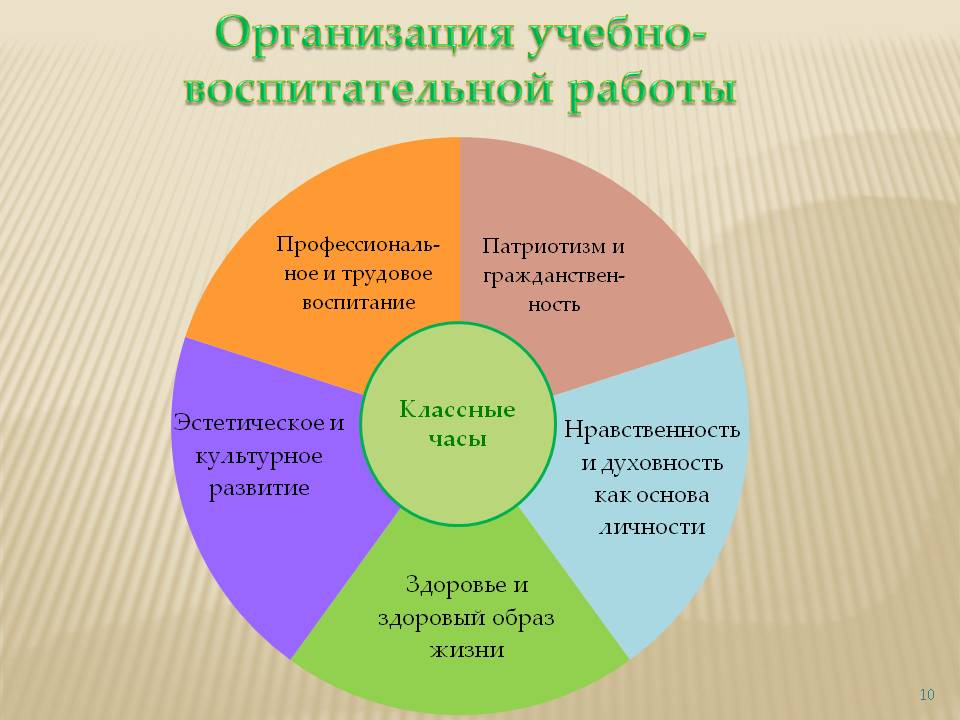 Организация учебно-
воспитательной работы
Профессиональ-
ное и трудовое
воспитание
Патриотизм и
гражданствен-
ность
Классные
часы
Эстетическое и
культурное
развитие
Нравственность
и духовность
как основа
личности
Здоровье и
здоровый образ
жизни
10